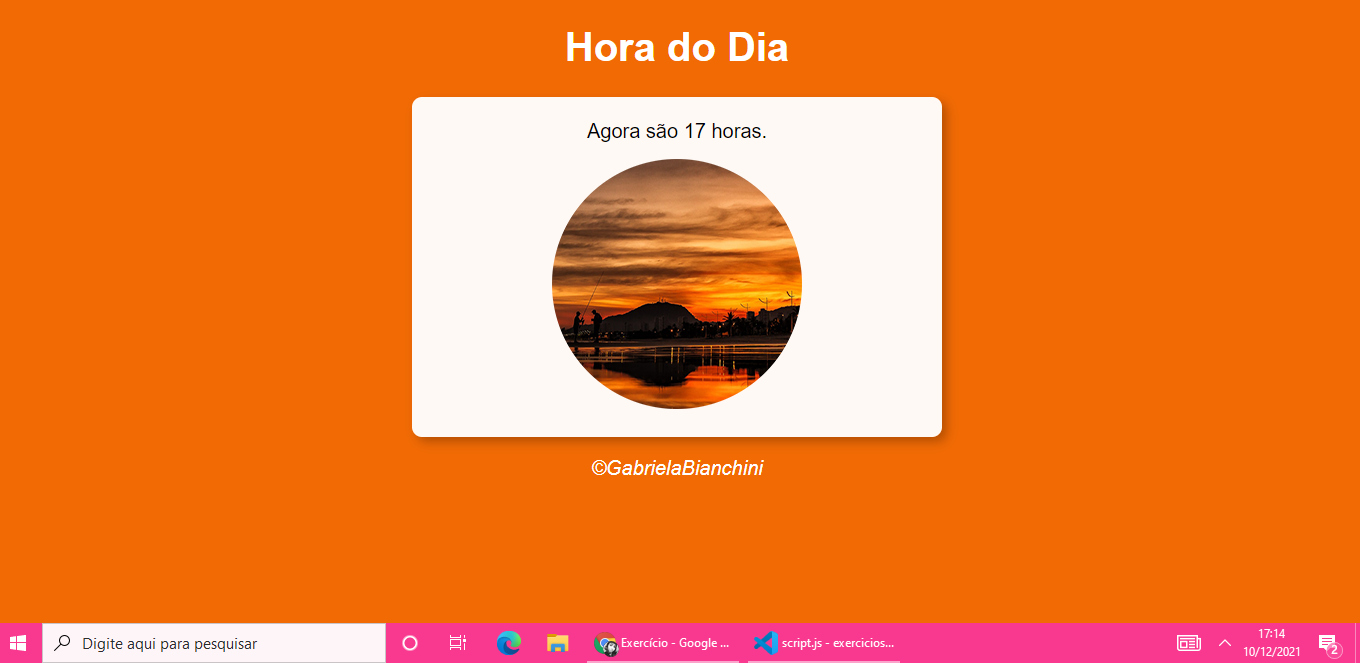 Hora do Dia
Agora são 17 horas.
©GabrielaBianchini
Digite aqui para pesquisar
Exercício - Google ...
script.js - exercicios...
17:14
10/12/2021
2